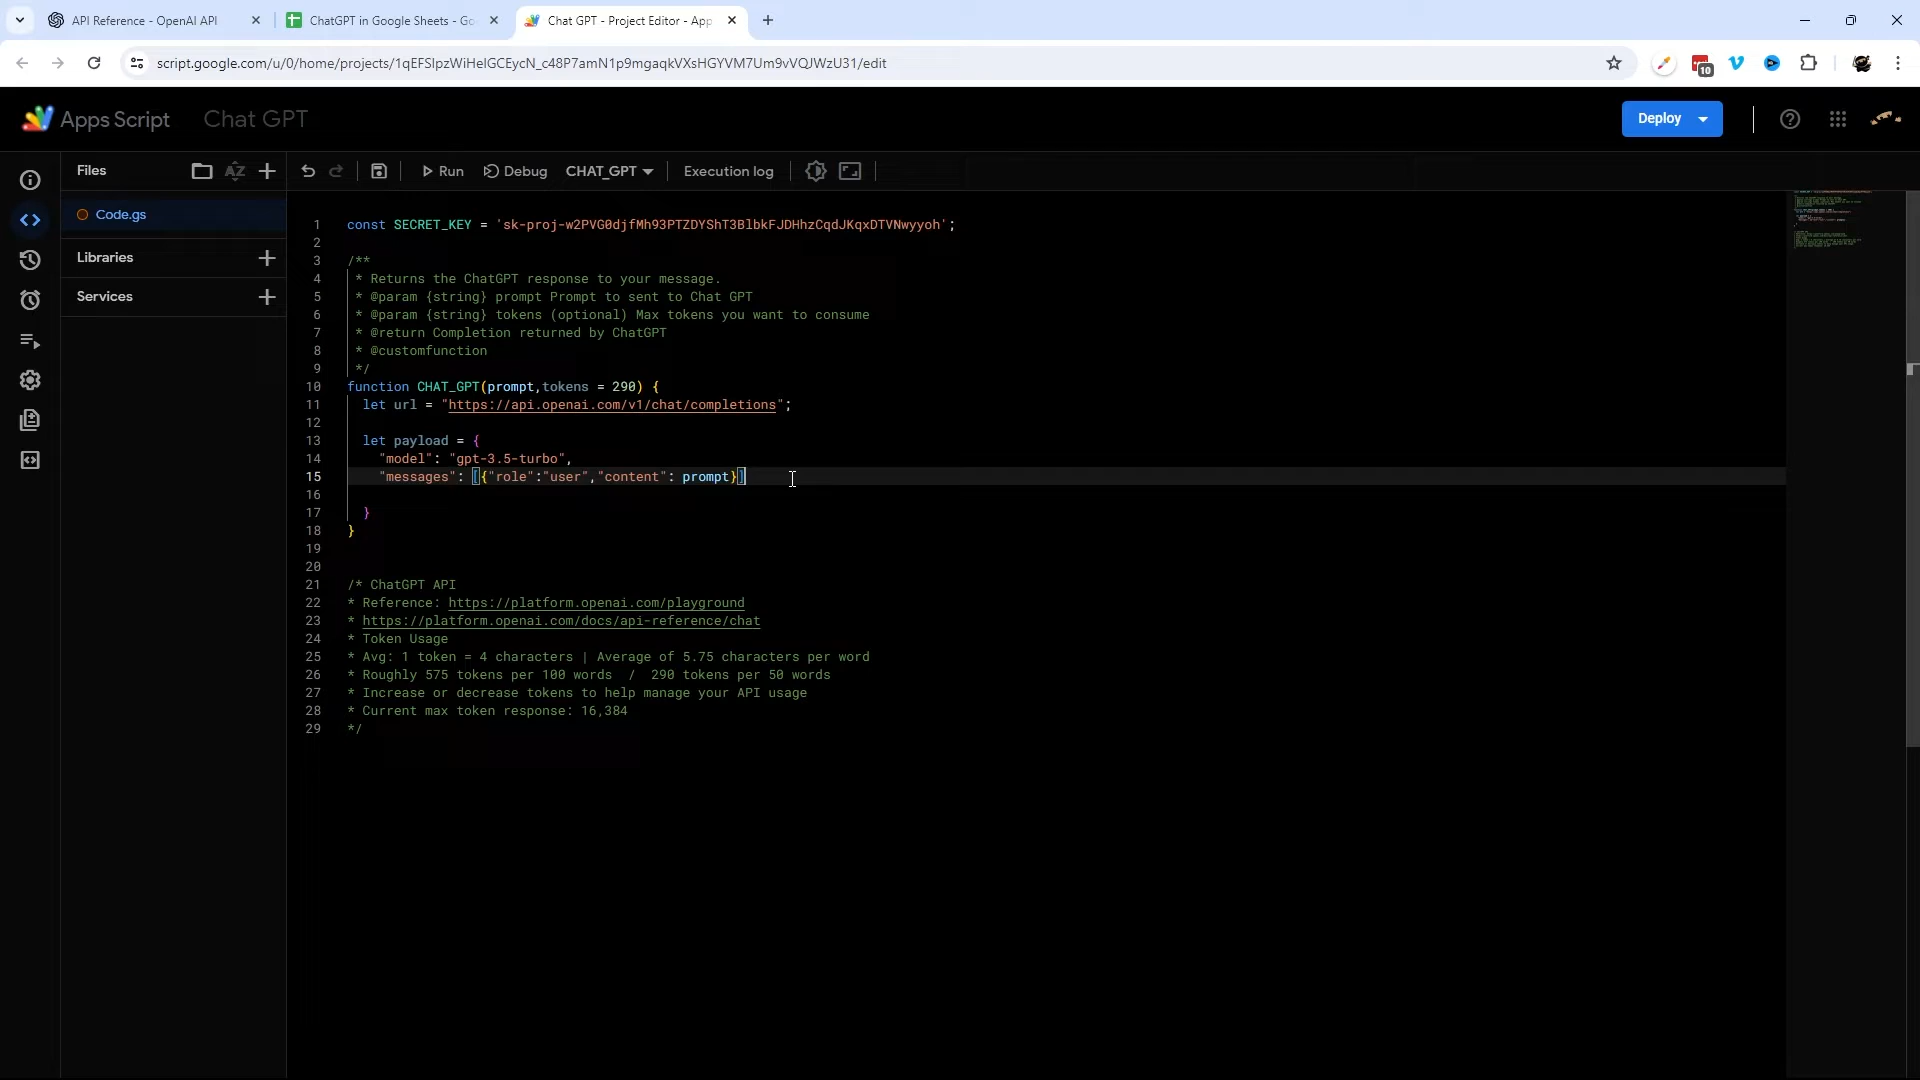 API Reference - OpenAI API
ChatGPT in Google Sheets - Go
Chat GPT - Project Editor - App
script.google.com/u/0/home/projects/1qEFSlpzWiHelGCEycN_c48P7amN1p9mgaqkVXsHGYVM7Um9vVQJWzU31/edit
10
Apps Script
Chat GPT
Deploy
Files
AZ
Run
Debug
CHAT_GPT
Execution log
Code.gs
Libraries
Services
1 const SECRET_KEY = 'sk-proj-w2PVG0djfMh93PTZDYShT3BlbkFJDHhzCqdJKqxDTVNwyyoh';
2
3 /**
4 * Returns the ChatGPT response to your message.
5 * @param {string} prompt Prompt to sent to Chat GPT
6 * @param {string} tokens (optional) Max tokens you want to consume
7 * @return Completion returned by ChatGPT
8 * @customfunction
9 */
10 function CHAT_GPT(prompt,tokens = 290) {
11 let url = "https://api.openai.com/v1/chat/completions";
12
13 let payload = {
14 "model": "gpt-3.5-turbo",
15 "messages": [{"role":"user","content": prompt}]
16
17 }
18 }
19
20
21 /* ChatGPT API
22 * Reference: https://platform.openai.com/playground
23 * https://platform.openai.com/docs/api-reference/chat
24 * Token Usage
25 * Avg: 1 token = 4 characters | Average of 5.75 characters per word
26 * Roughly 575 tokens per 100 words / 290 tokens per 50 words
27 * Increase or decrease tokens to help manage your API usage
28 * Current max token response: 16,384
29 */